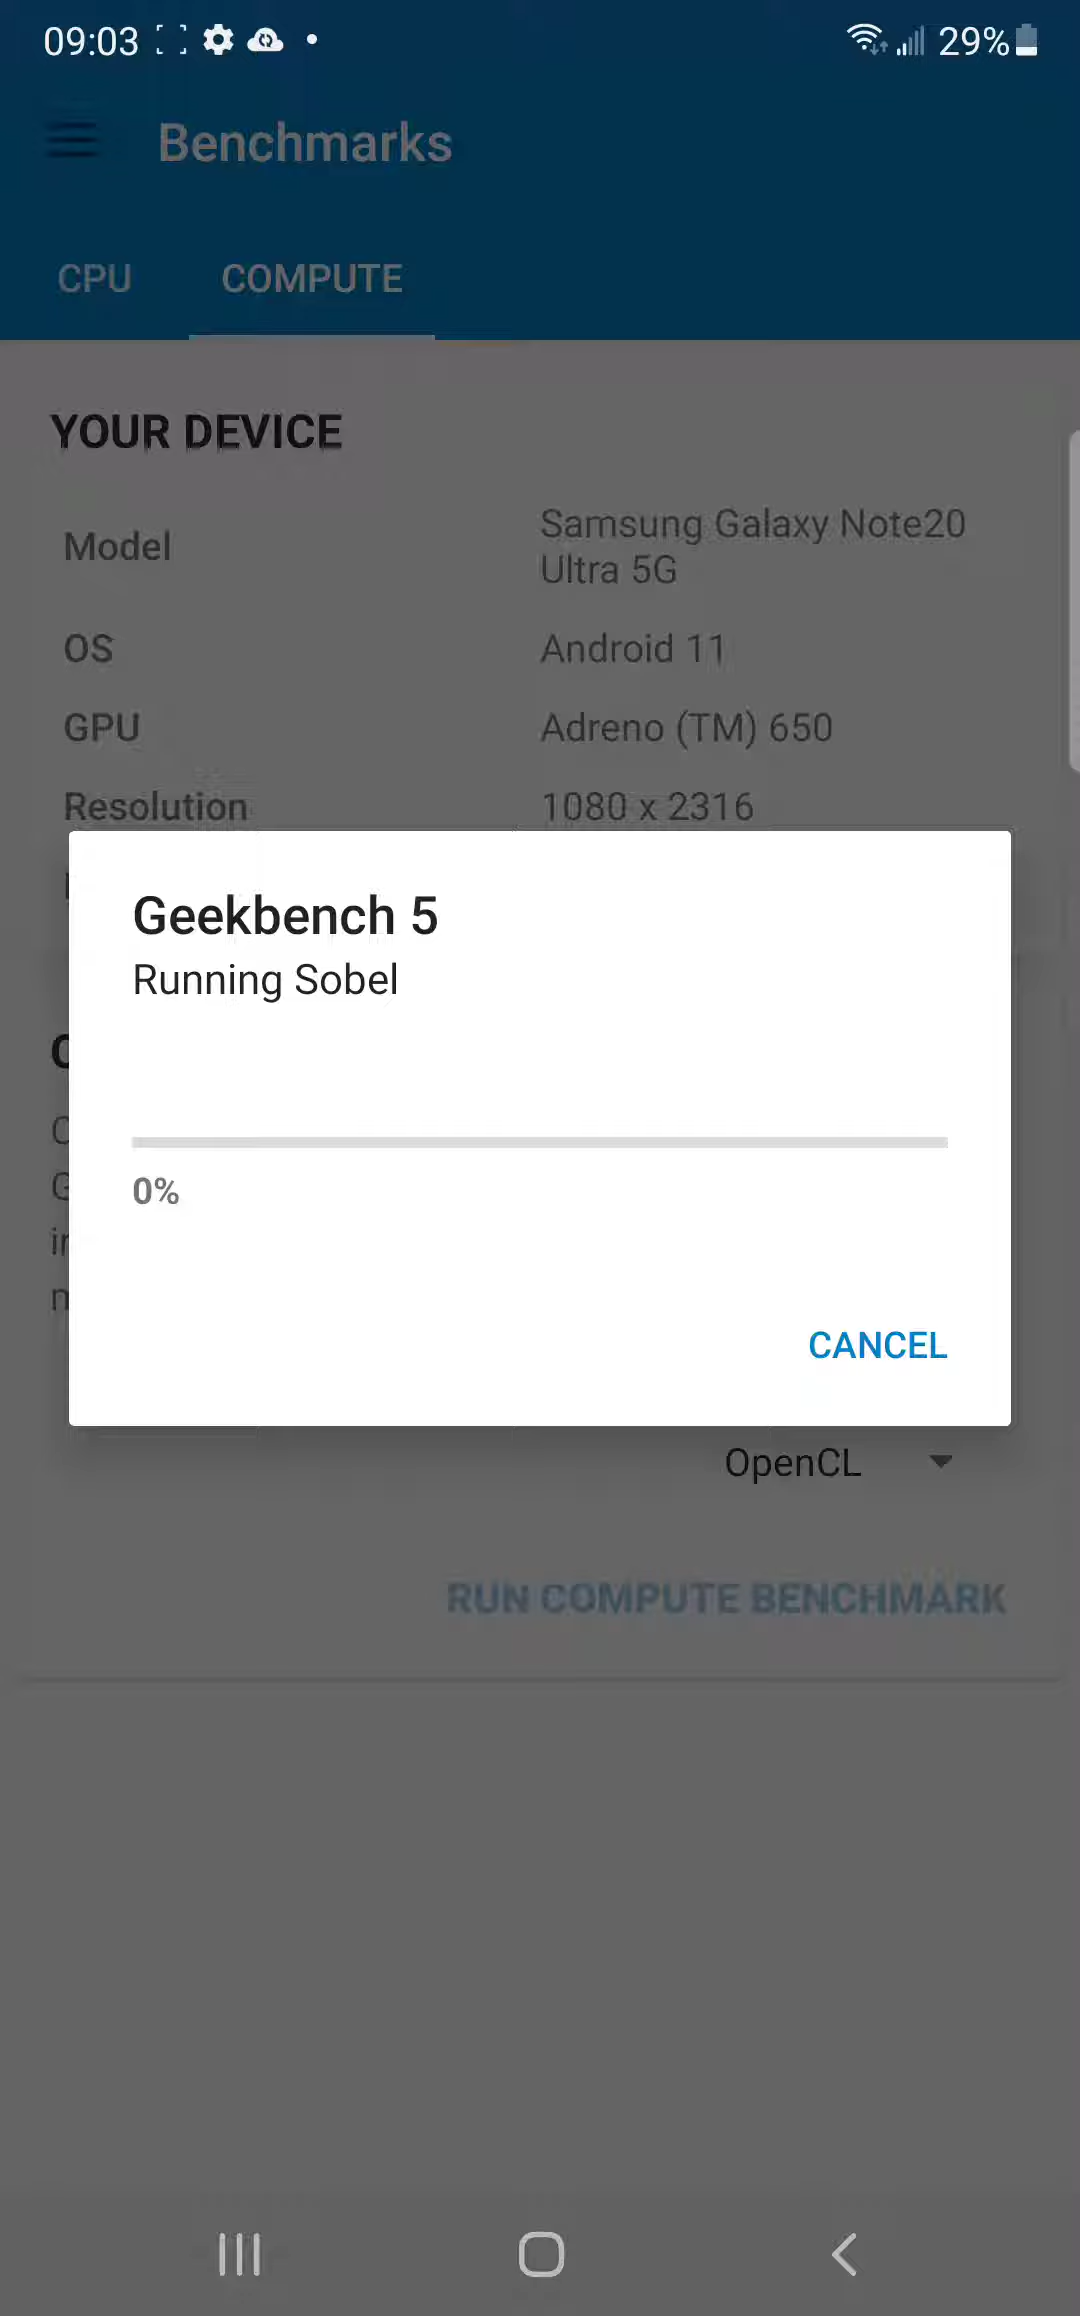 09:03
29%
Benchmarks
CPU COMPUTE
YOUR DEVICE
Model Samsung Galaxy Note20
Ultra 5G
OS Android 11
GPU Adreno (TM) 650
Resolution 1080 x 2316
Geekbench 5
Running Sobel
0%
CANCEL
OpenCL
RUN COMPUTE BENCHMARK